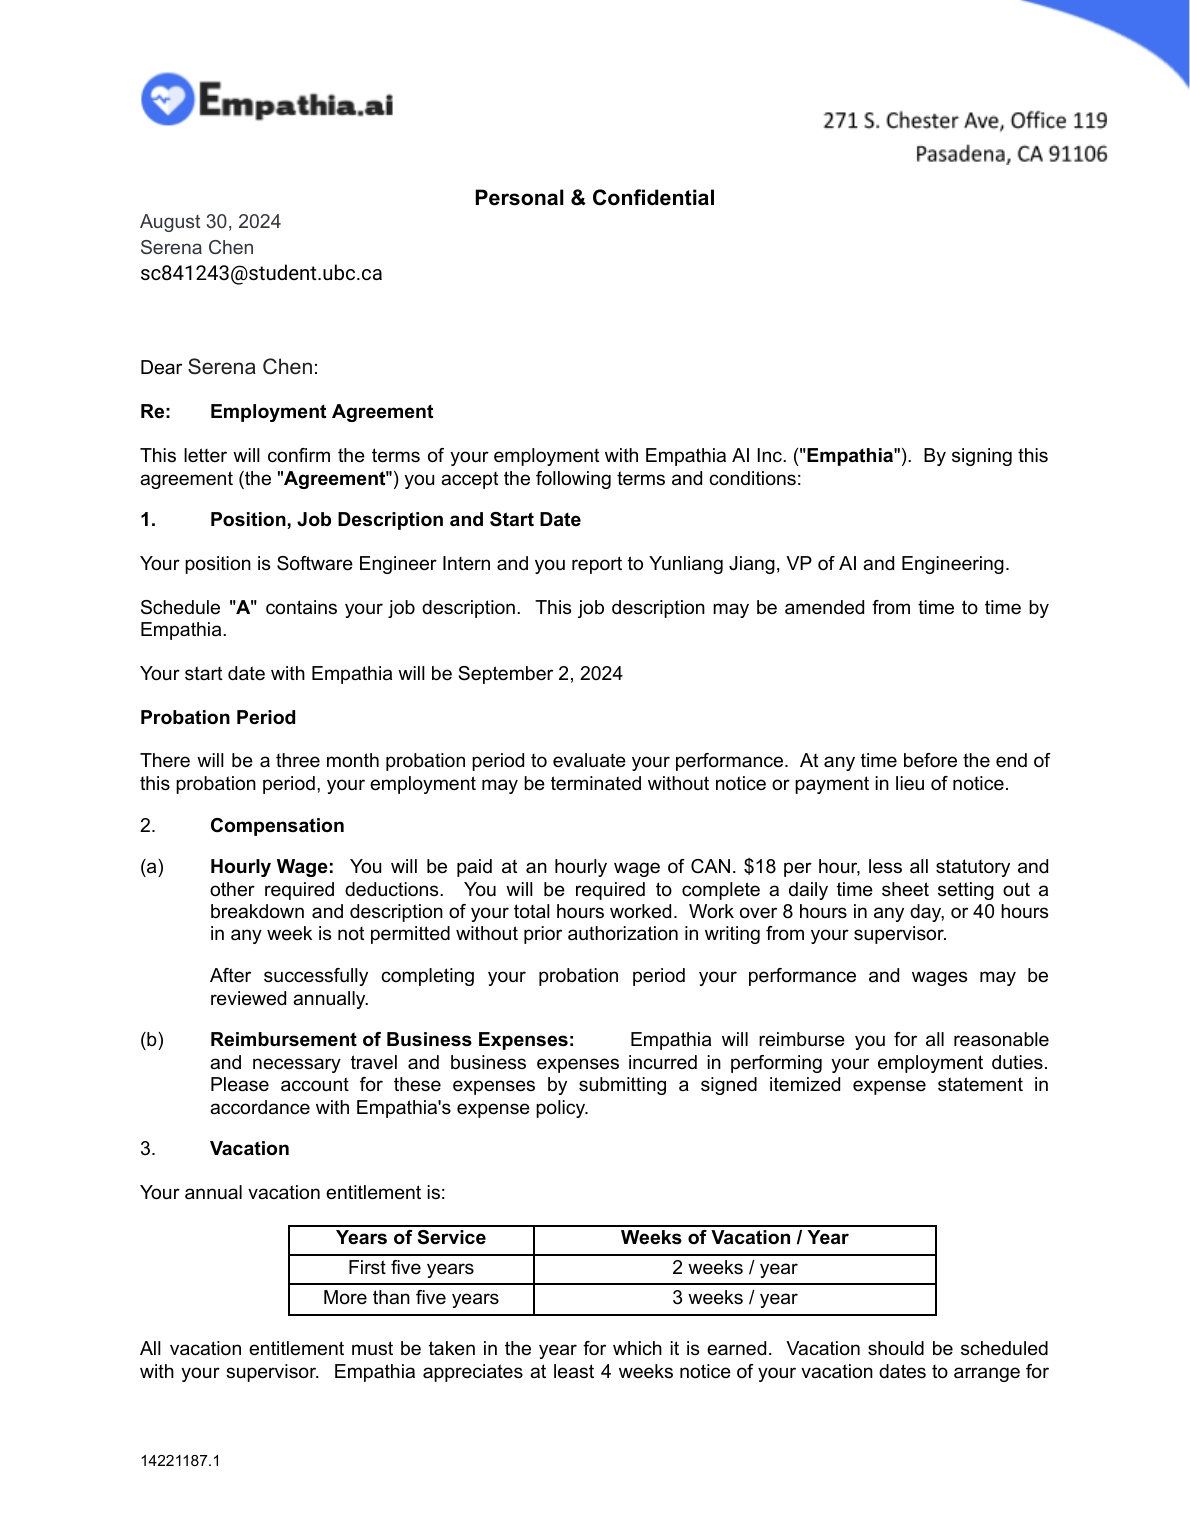 Empathia.ai
271 S. Chester Ave, Office 119
Pasadena, CA 91106
Personal & Confidential
August 30, 2024
Serena Chen
sc841243@student.ubc.ca
Dear Serena Chen:
Re: Employment Agreement
This letter will confirm the terms of your employment with Empathia AI Inc. ("Empathia"). By signing this
agreement (the "Agreement") you accept the following terms and conditions:
1. Position, Job Description and Start Date
Your position is Software Engineer Intern and you report to Yunliang Jiang, VP of AI and Engineering.
Schedule "A" contains your job description. This job description may be amended from time to time by
Empathia.
Your start date with Empathia will be September 2, 2024
Probation Period
There will be a three month probation period to evaluate your performance. At any time before the end of
this probation period, your employment may be terminated without notice or payment in lieu of notice.
2. Compensation
(a) Hourly Wage: You will be paid at an hourly wage of CAN. $18 per hour, less all statutory and
other required deductions. You will be required to complete a daily time sheet setting out a
breakdown and description of your total hours worked. Work over 8 hours in any day, or 40 hours
in any week is not permitted without prior authorization in writing from your supervisor.
After successfully completing your probation period your performance and wages may be
reviewed annually.
(b) Reimbursement of Business Expenses: Empathia will reimburse you for all reasonable
and necessary travel and business expenses incurred in performing your employment duties.
Please account for these expenses by submitting a signed itemized expense statement in
accordance with Empathia's expense policy.
3. Vacation
Your annual vacation entitlement is:
Years of Service Weeks of Vacation / Year
First five years 2 weeks / year
More than five years 3 weeks / year
All vacation entitlement must be taken in the year for which it is earned. Vacation should be scheduled
with your supervisor. Empathia appreciates at least 4 weeks notice of your vacation dates to arrange for
14221187.1